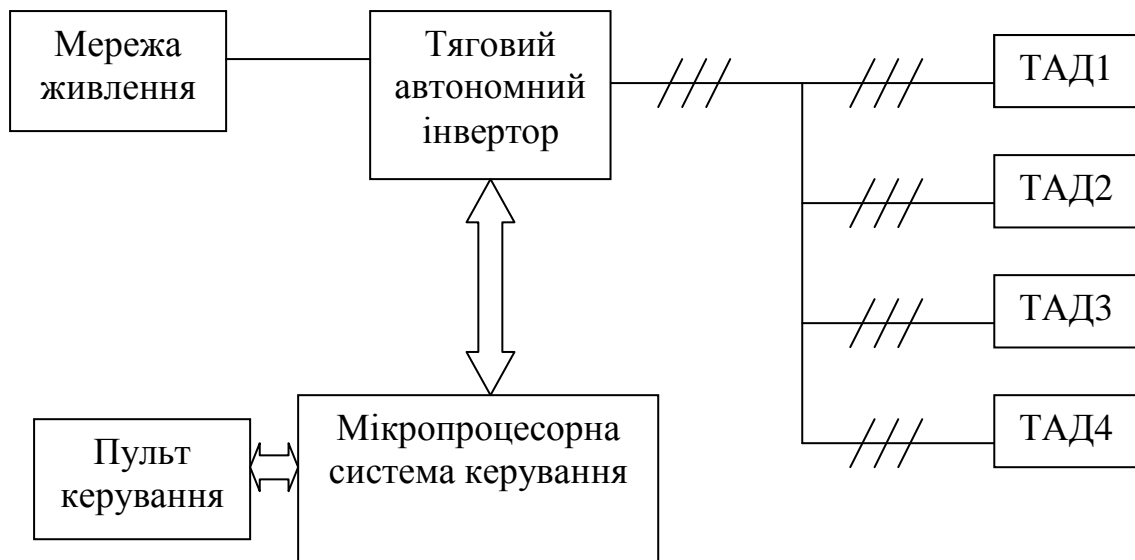 Мережа
живлення
Тяговий
автономний
інвертор
ТАД1
ТАД2
ТАД3
ТАД4
Пульт
керування
Мікропроцесорна
система керування